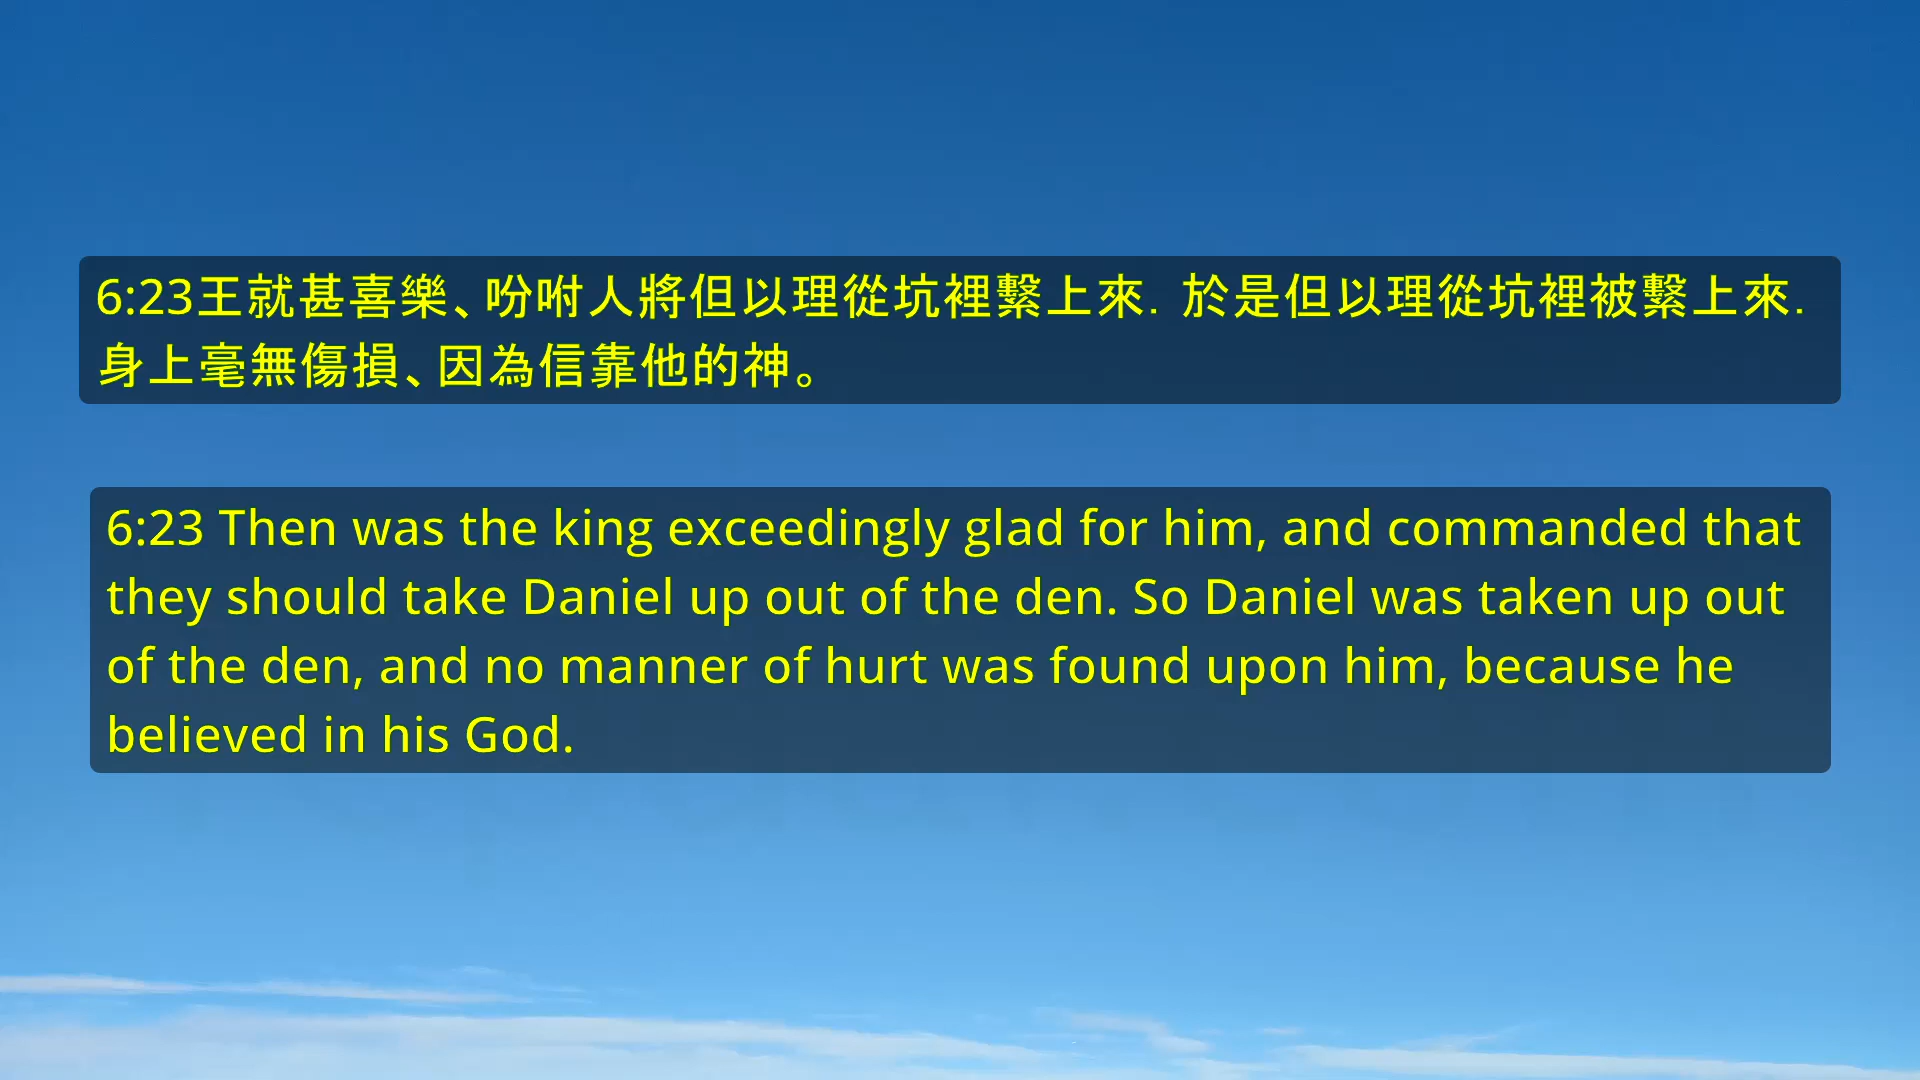 6:23王就甚喜樂、吩咐人將但以理從坑裡繫上來．於是但以理從坑裡被繫上來．
身上毫無傷損、因為信靠他的神。
6:23 Then was the king exceedingly glad for him, and commanded that
they should take Daniel up out of the den. So Daniel was taken up out
of the den, and no manner of hurt was found upon him, because he
believed in his God.